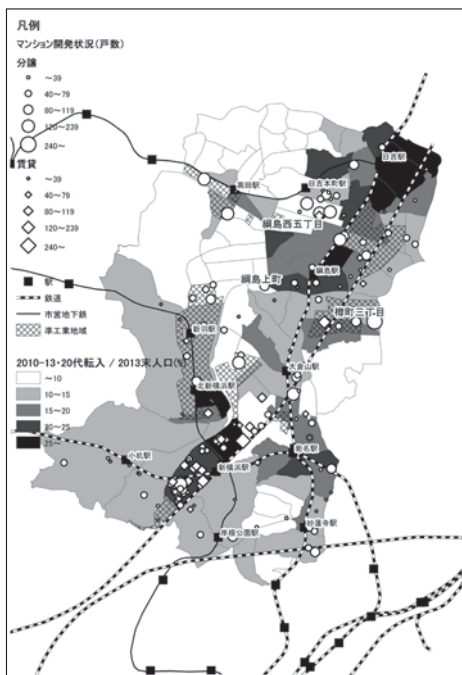 凡例
マンション開発状況(戸数)
分譲
～39
40～79
80～119
120～239
240～
賃貸
～39
40～79
80～119
120～239
240～
駅
鉄道
市営地下鉄
準工業地域
2010-13・20代転入 / 2013末人口(%)
～10
10～15
15～20
20～25
25～
日吉駅
高田駅
日吉本町駅
綱島西五丁目
綱島駅
綱島上町
樽町三丁目
新羽駅
大倉山駅
北新横浜駅
菊名駅
小机駅
新横浜駅
妙蓮寺駅
岸根公園駅